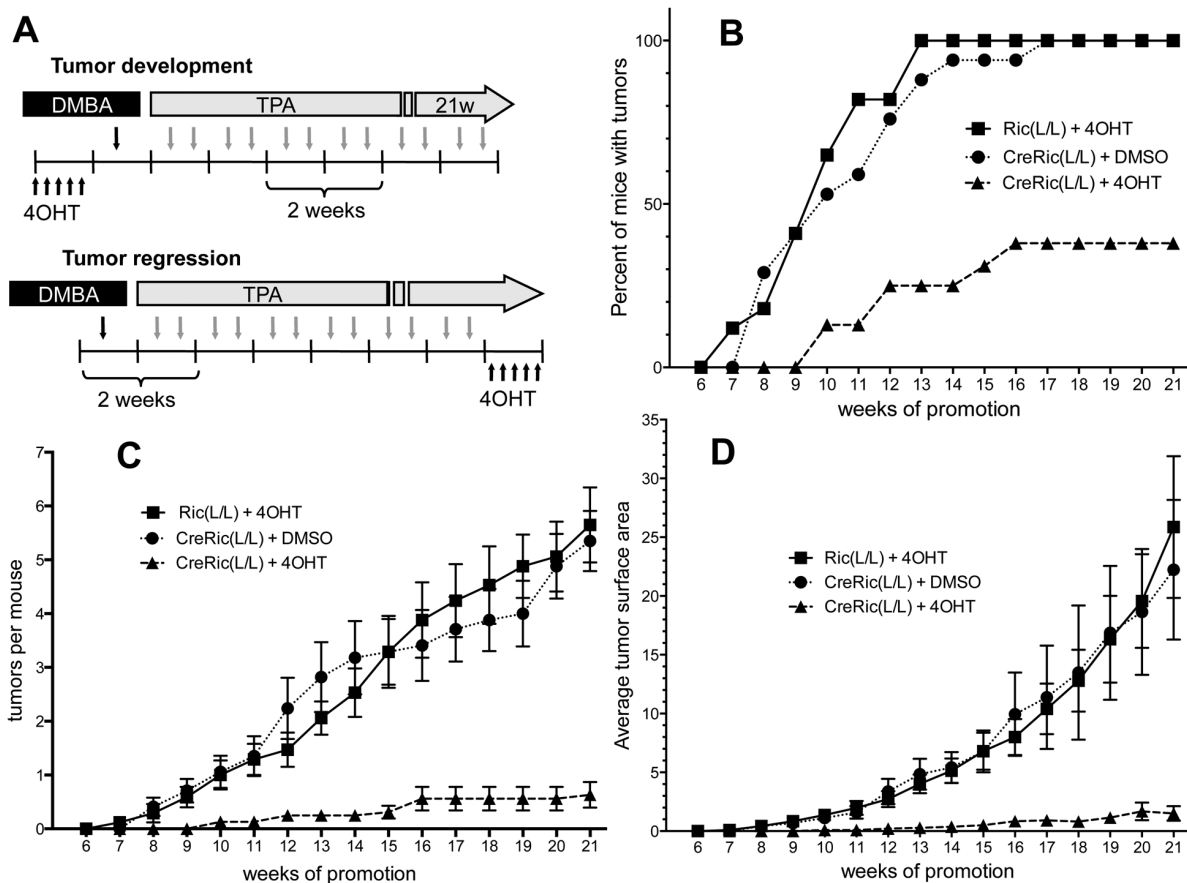 A
Tumor development
DMBA TPA 21w
4OHT
2 weeks
Tumor regression
DMBA TPA
2 weeks
4OHT
B
Percent of mice with tumors
100
50
0
Ric(L/L) + 4OHT
CreRic(L/L) + DMSO
CreRic(L/L) + 4OHT
6 7 8 9 10 11 12 13 14 15 16 17 18 19 20 21
weeks of promotion
C
tumors per mouse
7
6
5
4
3
2
1
0
Ric(L/L) + 4OHT
CreRic(L/L) + DMSO
CreRic(L/L) + 4OHT
6 7 8 9 10 11 12 13 14 15 16 17 18 19 20 21
weeks of promotion
D
Average tumor surface area
35
30
25
20
15
10
5
0
Ric(L/L) + 4OHT
CreRic(L/L) + DMSO
CreRic(L/L) + 4OHT
6 7 8 9 10 11 12 13 14 15 16 17 18 19 20 21
weeks of promotion